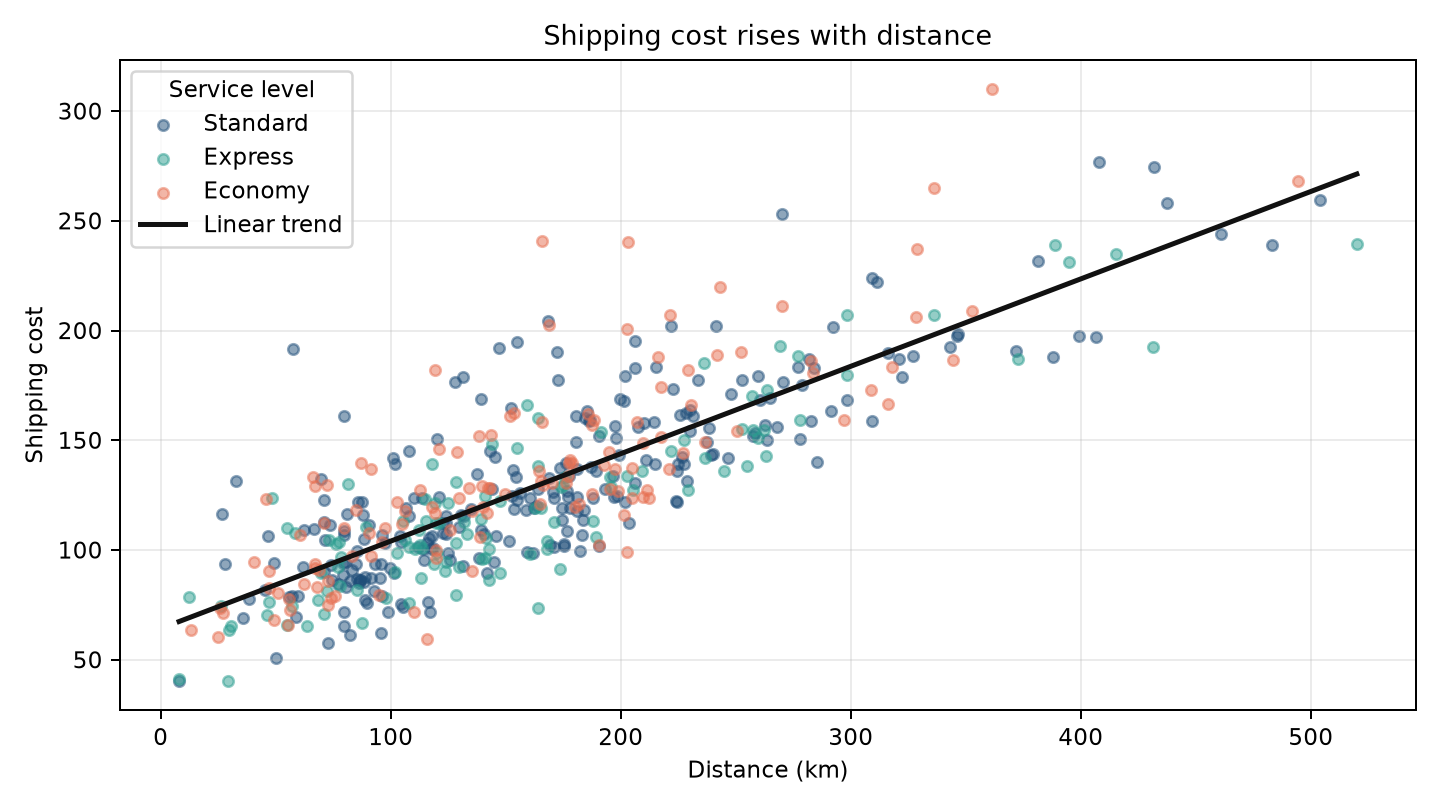 Shipping cost rises with distance
Service level
Standard
Express
Economy
Linear trend
Shipping cost
300
250
200
150
100
50
0
100
200
300
400
500
Distance (km)